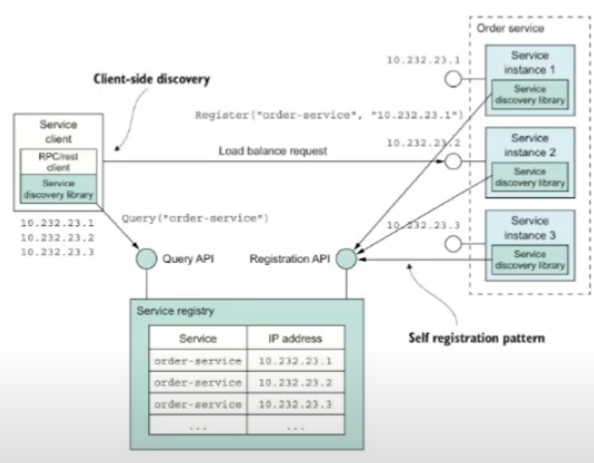 Order service
10.232.23.1
Service
instance 1
Service
discovery library
Client-side discovery
Register("order-service", "10.232.23.1")
Service
client
RPC/rest
client
Service
discovery library
Load balance request
10.232.23.2
Service
instance 2
Service
discovery library
10.232.23.1
10.232.23.2
10.232.23.3
Query("order-service")
10.232.23.3
Service
instance 3
Service
discovery library
Query API
Registration API
Service registry
Service IP address
order-service 10.232.23.1
order-service 10.232.23.2
order-service 10.232.23.3
... ...
Self registration pattern